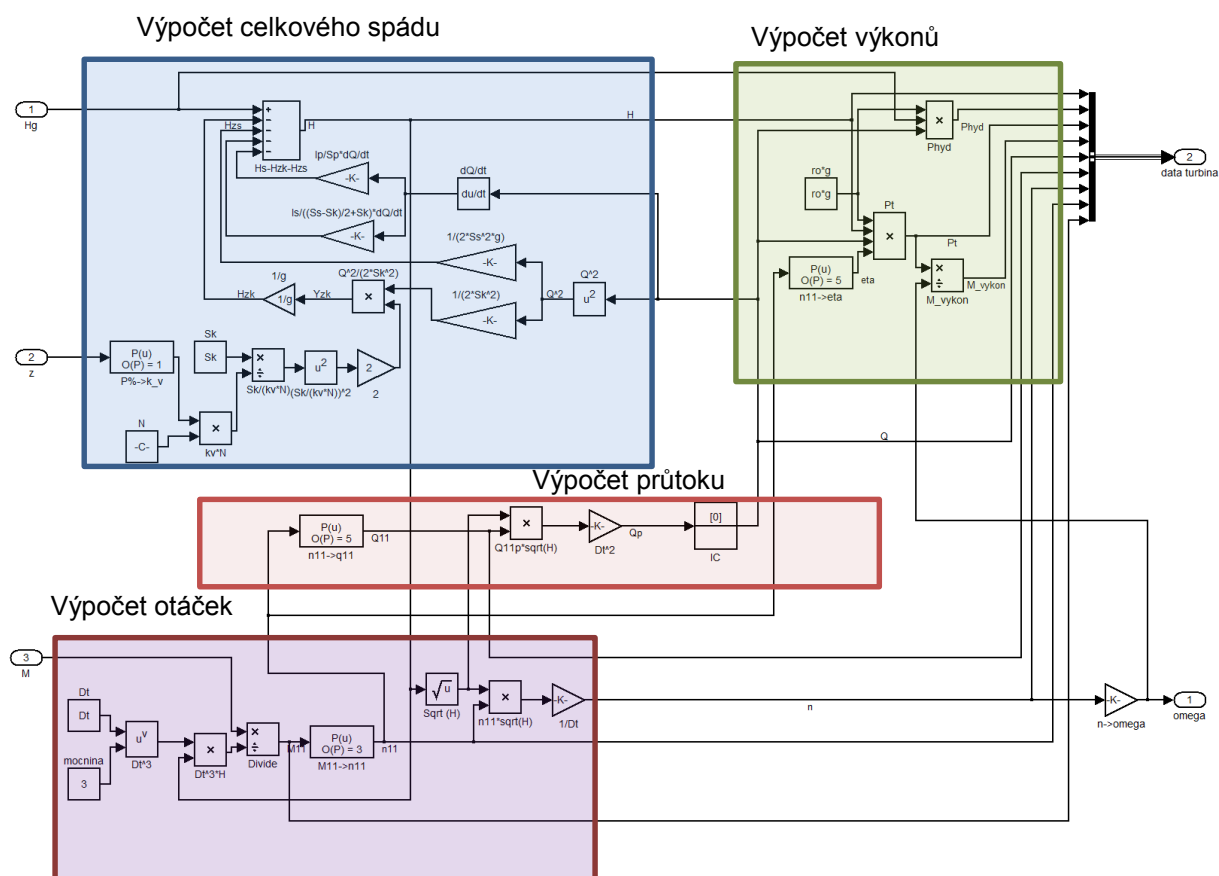 Výpočet celkového spádu
Výpočet výkonů
1
Hg
Hzs
+
−
−
−
−
H
Hs-Hzk-Hzs
H
lp/Sp*dQ/dt
-K-
dQ/dt
du/dt
ls/((Ss-Sk)/2+Sk)*dQ/dt
-K-
1/(2*Ss^2*g)
-K-
1/g
1/g
Hzk
Yzk
Q^2/(2*Sk^2)
×
1/(2*Sk^2)
-K-
Q^2
Q^2
u²
2
z
P(u)
O(P) = 1
P%->k_v
Sk
Sk
×
÷
Sk/(kv*N)
u²
(Sk/(kv*N))^2
2
2
N
-C-
×
kv*N
×
Phyd
Phyd
ro*g
ro*g
Pt
×
Pt
P(u)
O(P) = 5
n11->eta
eta
×
÷
M_vykon
M_vykon
2
data turbina
Q
Výpočet průtoku
P(u)
O(P) = 5
n11->q11
Q11
×
Q11p*sqrt(H)
-K-
Dt^2
Qp
[0]
IC
Výpočet otáček
3
M
Dt
Dt
mocnina
3
uᵛ
Dt^3
×
Dt^3*H
×
÷
Divide
M11
P(u)
O(P) = 3
M11->n11
n11
√u
Sqrt (H)
×
n11*sqrt(H)
-K-
1/Dt
n
-K-
n->omega
1
omega